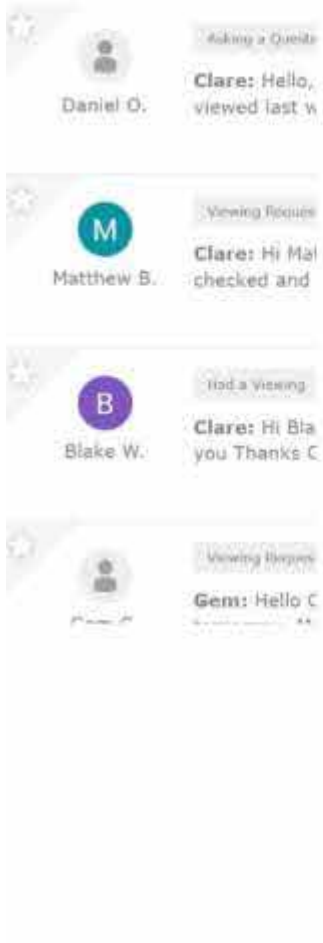 Asking a Questi
Clare: Hello,
viewed last w
Daniel O.
Viewing Reques
M
Clare: Hi Mat
checked and
Matthew B.
Had a Viewing
B
Clare: Hi Bla
you Thanks C
Blake W.
Viewing Reques
Gem: Hello C